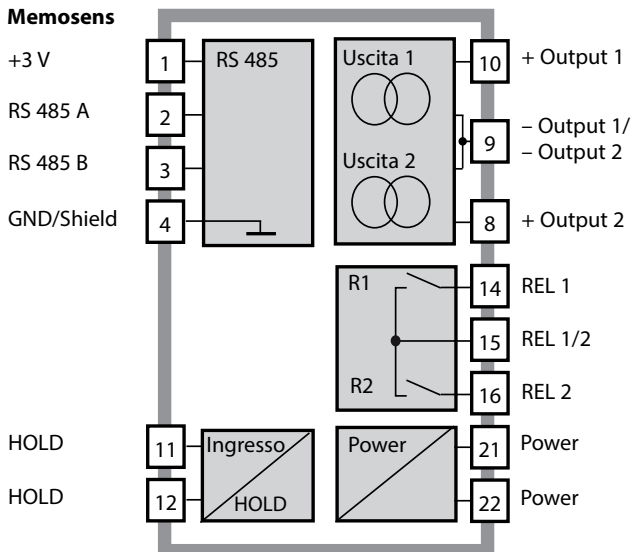 Memosens
+3 V
1
RS 485
Uscita 1
10
+ Output 1
RS 485 A
2
– Output 1/
9
– Output 2
RS 485 B
3
Uscita 2
GND/Shield
4
8
+ Output 2
R1
14
REL 1
15
REL 1/2
R2
16
REL 2
HOLD
11
Ingresso
Power
21
Power
HOLD
12
HOLD
22
Power